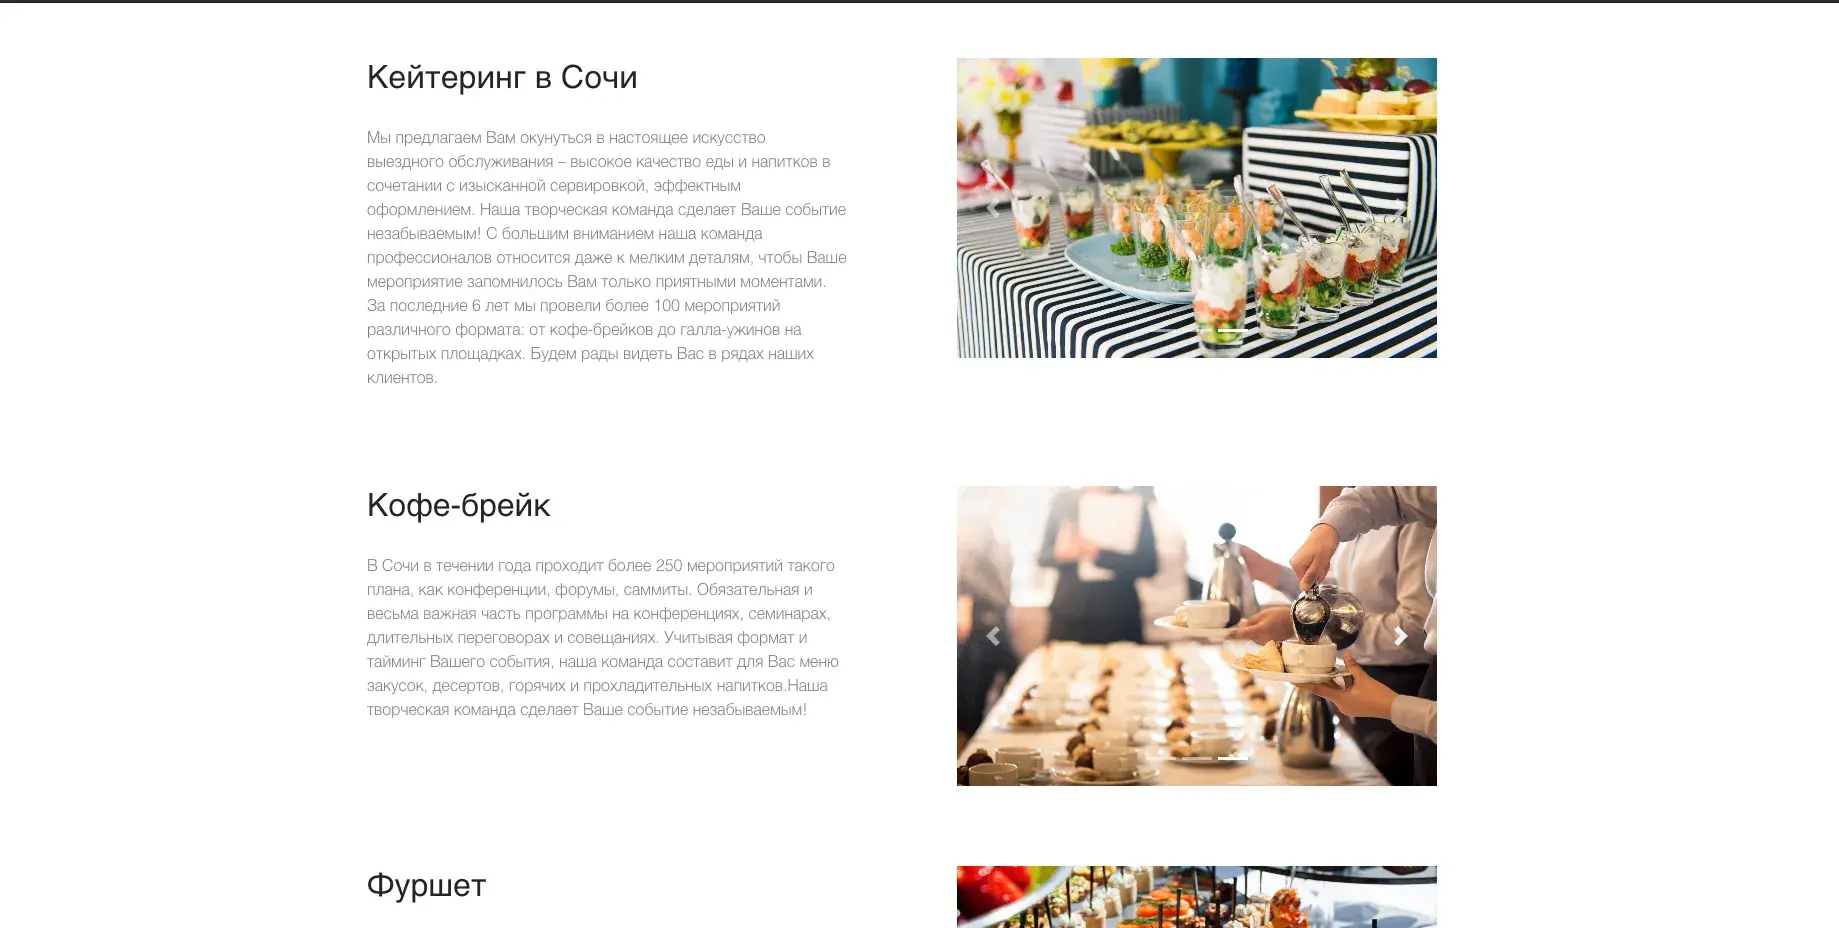 Кейтеринг в Сочи
Мы предлагаем Вам окунуться в настоящее искусство
выездного обслуживания – высокое качество еды и напитков в
сочетании с изысканной сервировкой, эффектным
оформлением. Наша творческая команда сделает Ваше событие
незабываемым! С большим вниманием наша команда
профессионалов относится даже к мелким деталям, чтобы Ваше
мероприятие запомнилось Вам только приятными моментами.
За последние 6 лет мы провели более 100 мероприятий
различного формата: от кофе-брейков до галла-ужинов на
открытых площадках. Будем рады видеть Вас в рядах наших
клиентов.
Кофе-брейк
В Сочи в течении года проходит более 250 мероприятий такого
плана, как конференции, форумы, саммиты. Обязательная и
весьма важная часть программы на конференциях, семинарах,
длительных переговорах и совещаниях. Учитывая формат и
тайминг Вашего события, наша команда составит для Вас меню
закусок, десертов, горячих и прохладительных напитков.Наша
творческая команда сделает Ваше событие незабываемым!
Фуршет